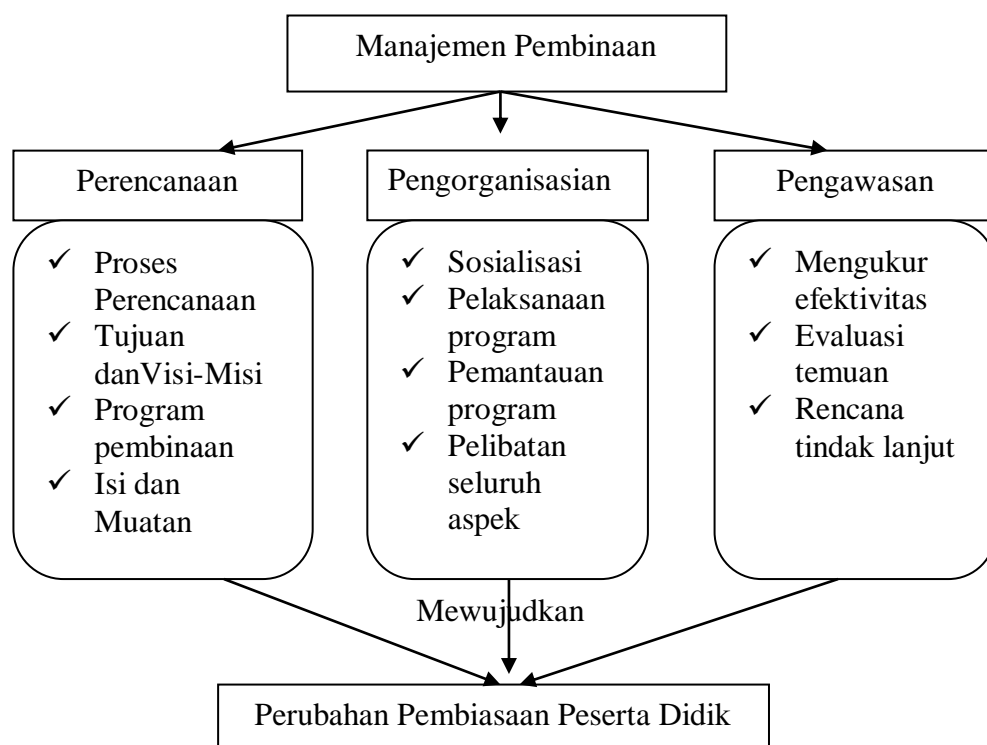 Manajemen Pembinaan
Perencanaan
Proses
Perencanaan
Tujuan
danVisi-Misi
Program
pembinaan
Isi dan
Muatan
Pengorganisasian
Sosialisasi
Pelaksanaan
program
Pemantauan
program
Pelibatan
seluruh
aspek
Pengawasan
Mengukur
efektivitas
Evaluasi
temuan
Rencana
tindak lanjut
Mewujudkan
Perubahan Pembiasaan Peserta Didik